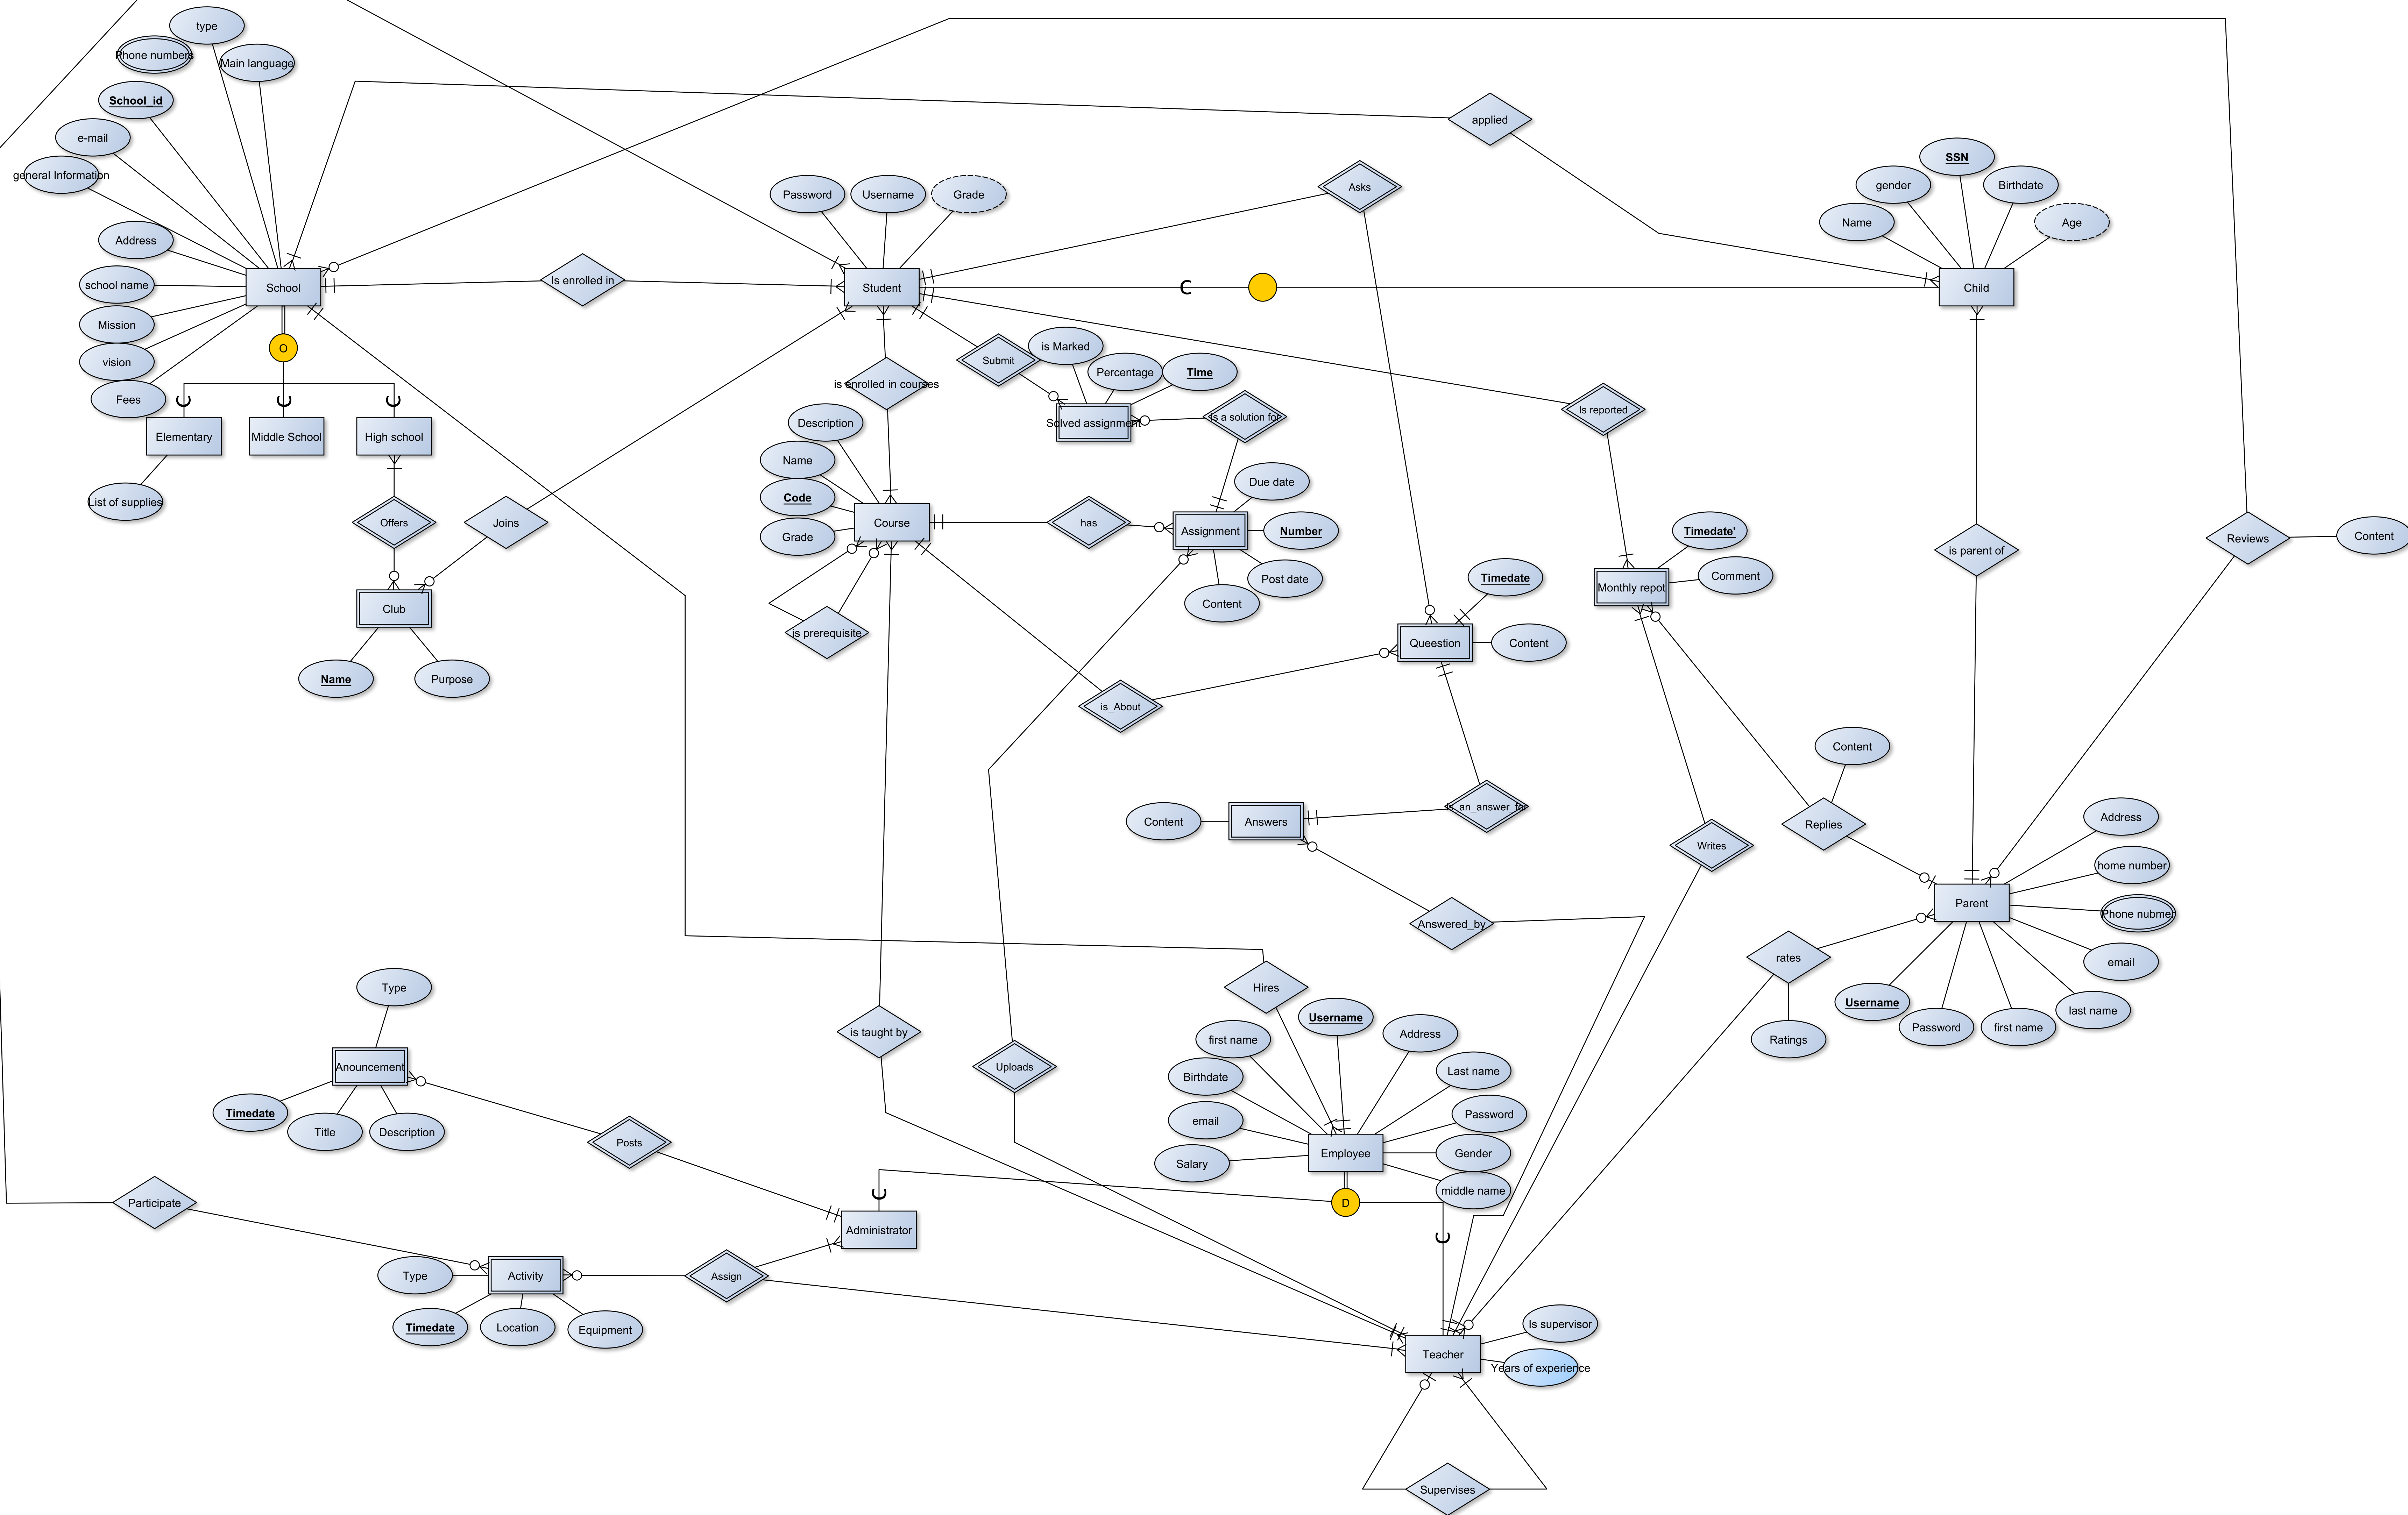 type
Phone numbers
Main language
School_id
e-mail
general Information
Address
school name
School
Mission
vision
Fees
O
Elementary
Middle School
High school
List of supplies
Offers
Joins
Club
Name
Purpose
Is enrolled in
Password
Username
Grade
Student
C
Asks
applied
SSN
gender
Birthdate
Name
Age
Child
Submit
is Marked
Percentage
Time
Solved assignment
Is a solution for
is enrolled in courses
Description
Name
Code
Grade
Course
is prerequisite
has
Assignment
Due date
Number
Post date
Content
Is reported
Timedate'
Comment
Monthly repot
Timedate
Queestion
Content
is_About
is parent of
Reviews
Content
Content
Answers
is_an_answer_for
Answered_by
Writes
Content
Replies
Address
home number
Phone nubmer
email
last name
first name
Password
Username
Parent
rates
Ratings
Type
Anouncement
Timedate
Title
Description
Posts
is taught by
Uploads
Hires
first name
Username
Address
Birthdate
Last name
email
Password
Salary
Employee
Gender
middle name
D
Administrator
Participate
Type
Activity
Timedate
Location
Equipment
Assign
Teacher
Is supervisor
Years of experience
Supervises